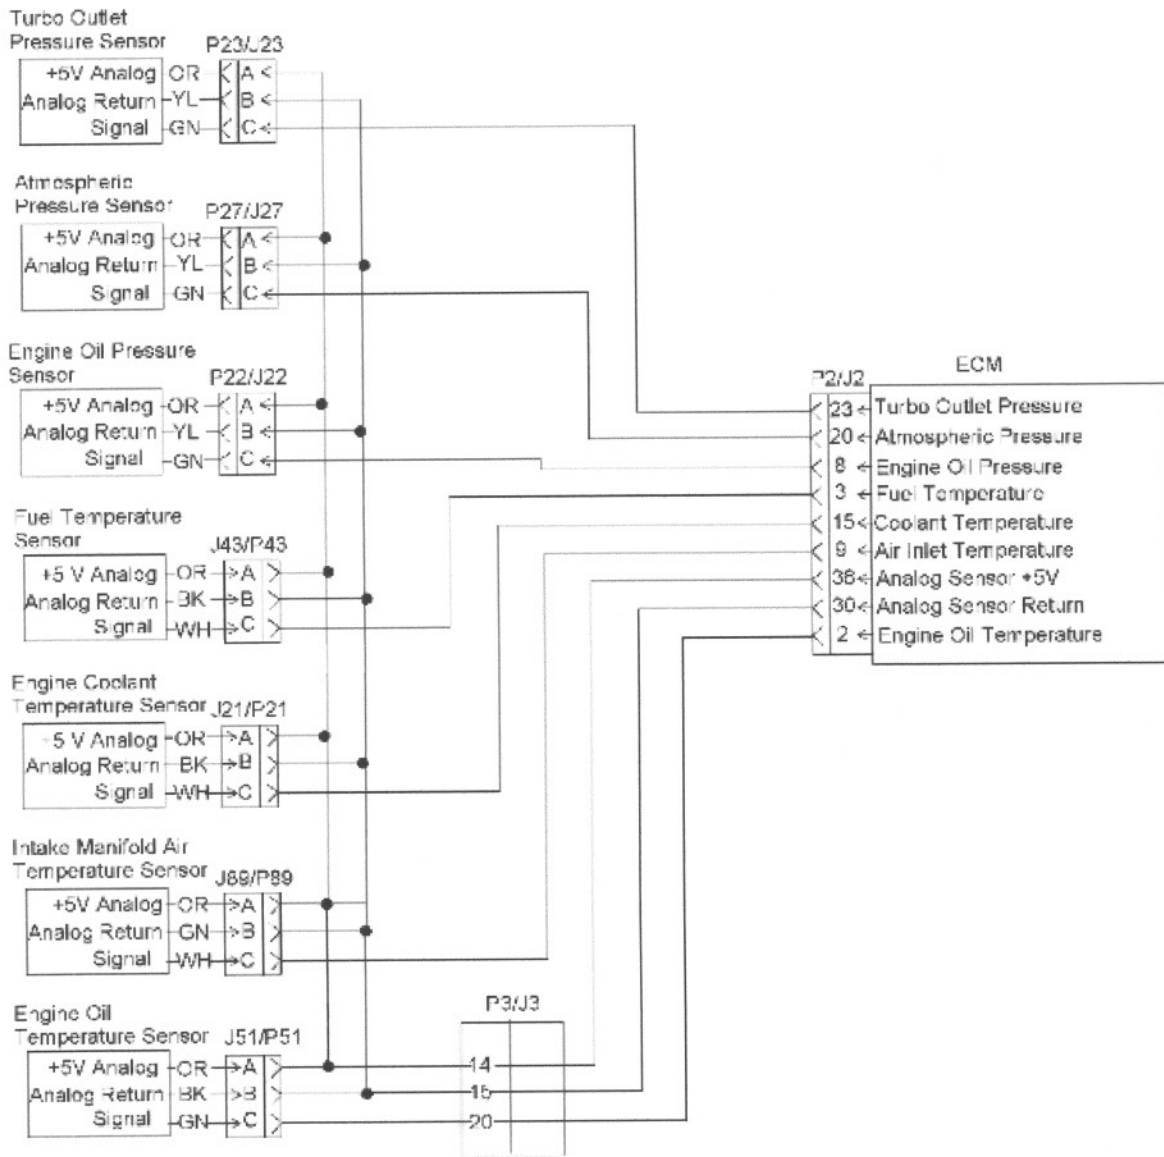 Turbo Outlet
Pressure Sensor P23/J23
+5V Analog OR A
Analog Return YL B
Signal GN C
Atmospheric
Pressure Sensor P27/J27
+5V Analog OR A
Analog Return YL B
Signal GN C
Engine Oil Pressure
Sensor P22/J22
+5V Analog OR A
Analog Return YL B
Signal GN C
Fuel Temperature
Sensor J43/P43
+5 V Analog OR A
Analog Return BK B
Signal WH C
Engine Coolant
Temperature Sensor J21/P21
+5 V Analog OR A
Analog Return BK B
Signal WH C
Intake Manifold Air
Temperature Sensor J89/P89
+5V Analog OR A
Analog Return GN B
Signal WH C
Engine Oil
Temperature Sensor J51/P51
+5V Analog OR A
Analog Return BK B
Signal GN C
P3/J3
14
15
20
ECM
P2/J2
23 Turbo Outlet Pressure
20 Atmospheric Pressure
8 Engine Oil Pressure
3 Fuel Temperature
15 Coolant Temperature
9 Air Inlet Temperature
36 Analog Sensor +5V
30 Analog Sensor Return
2 Engine Oil Temperature